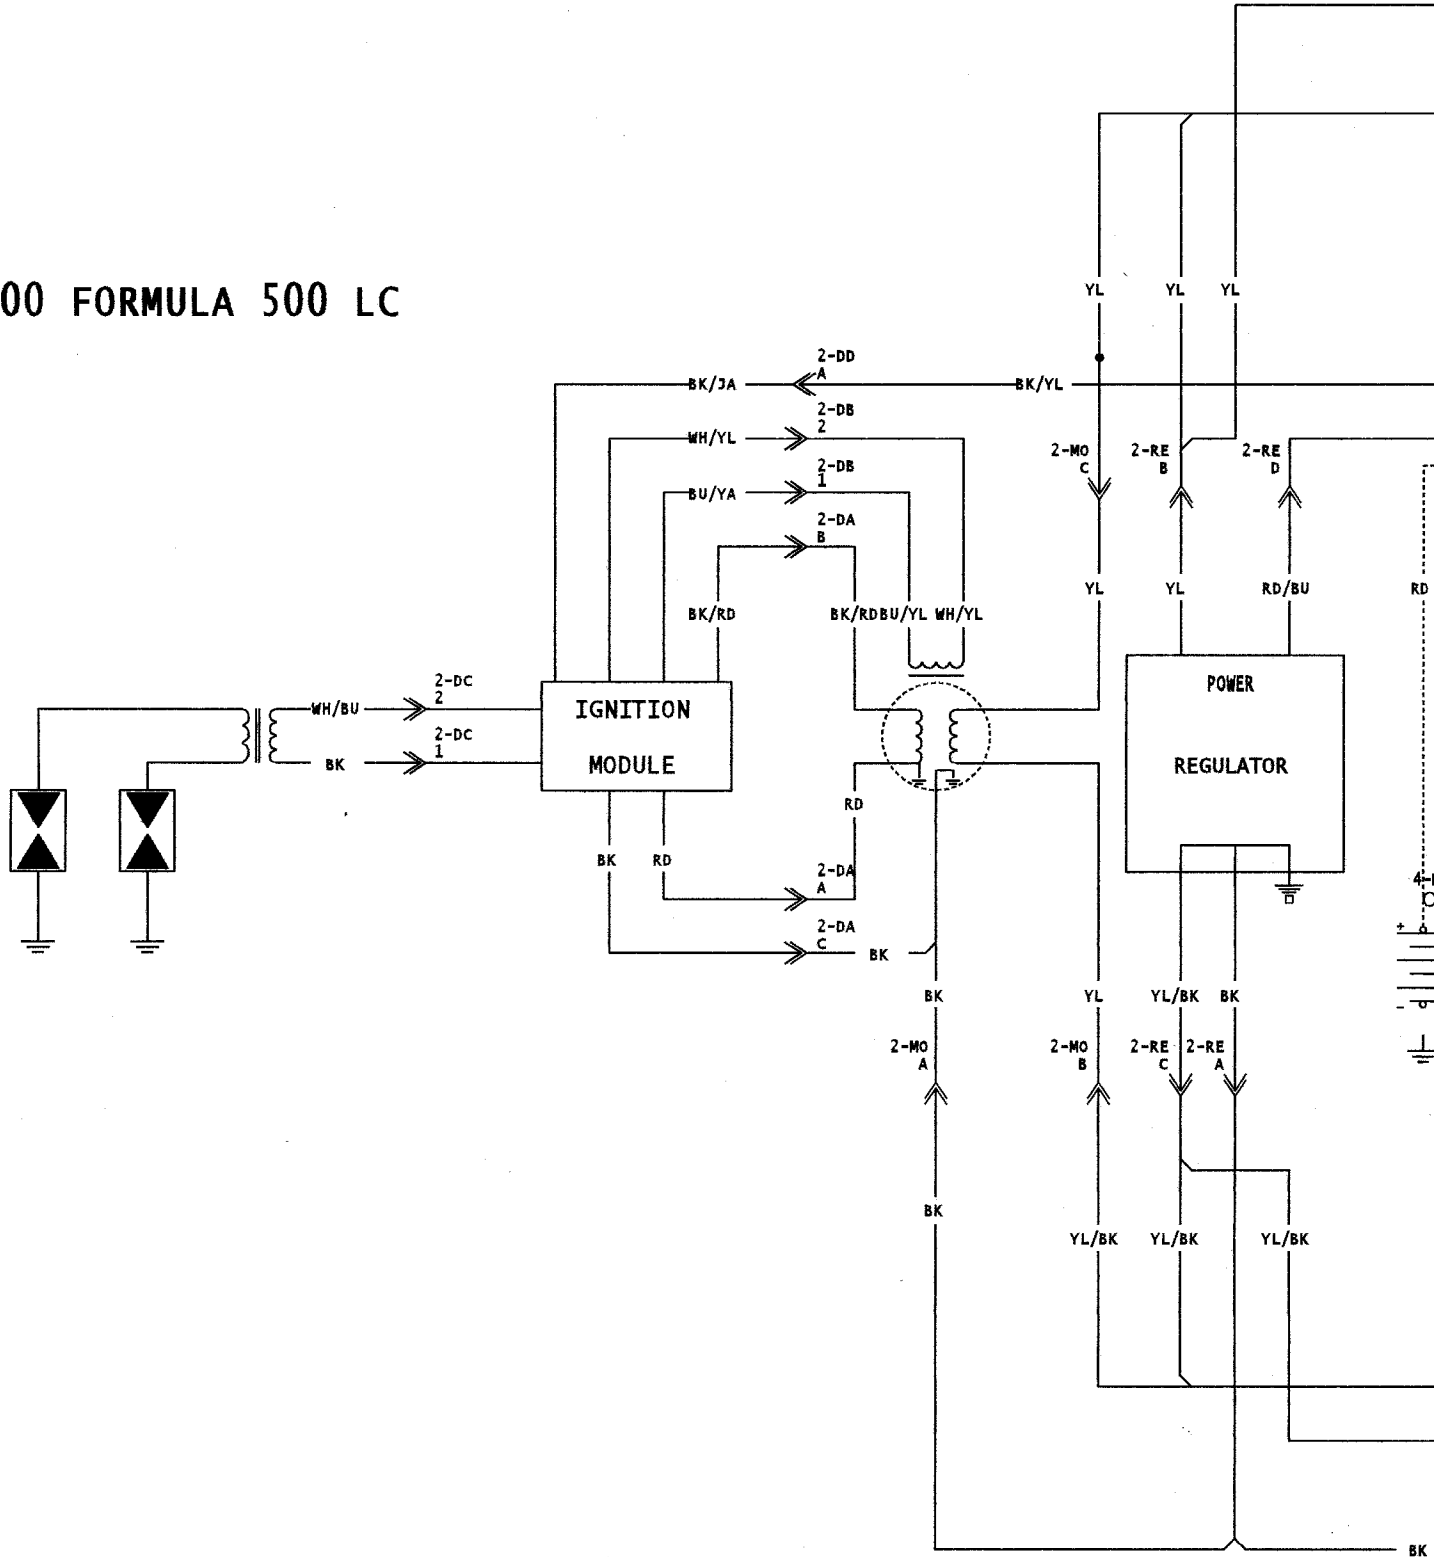 00 FORMULA 500 LC
YL YL YL
2-DD
A
BK/JA BK/YL
2-DB
2
WH/YL
2-MO
C
2-RE
B
2-RE
D
2-DB
1
BU/YA
2-DA
B
YL YL RD/BU RD
BK/RD BK/RD BU/YL WH/YL
2-DC
2
WH/BU
IGNITION
MODULE
POWER
REGULATOR
2-DC
1
BK
RD
BK RD
2-DA
A
2-DA
C
BK
4-
+
-
BK YL YL/BK BK
2-MO
A
2-MO
B
2-RE
C
2-RE
A
BK
YL/BK YL/BK YL/BK
BK